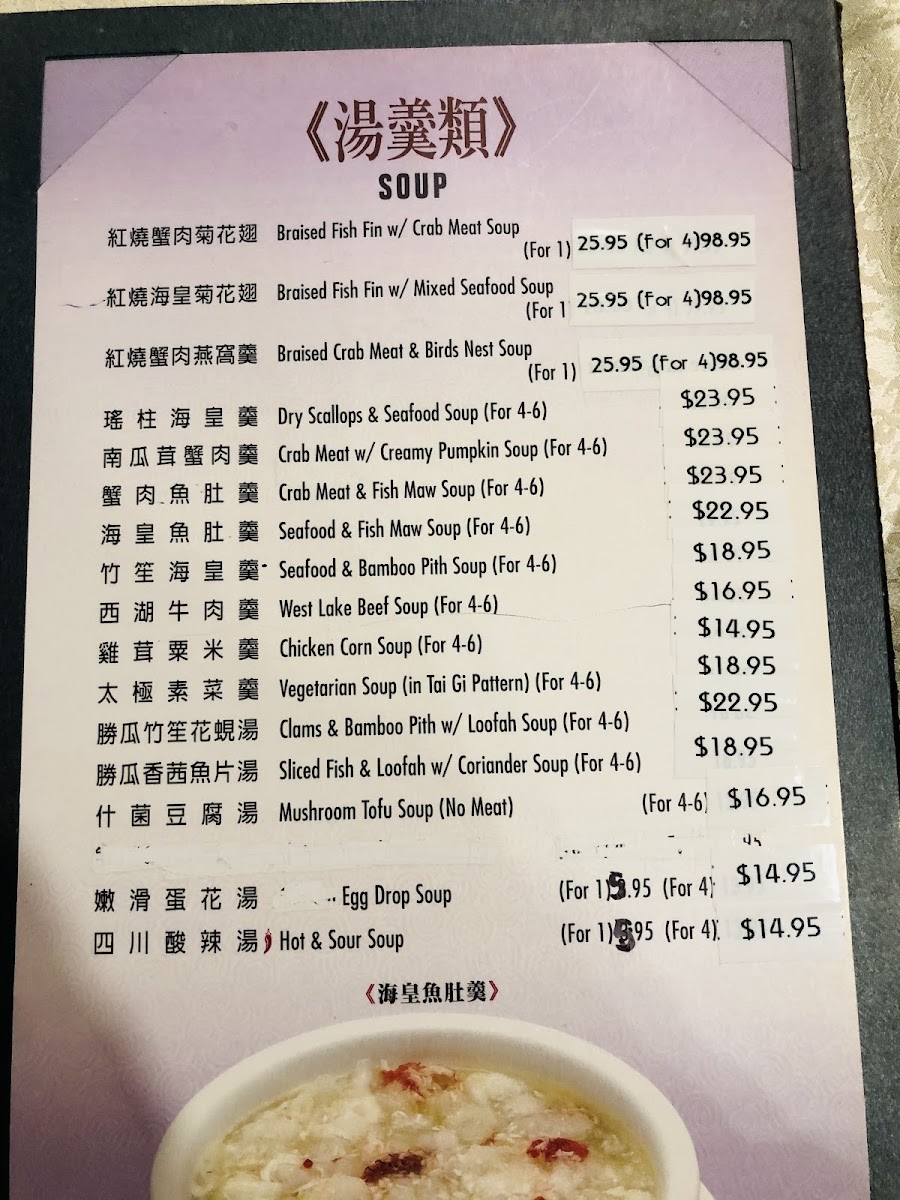 《湯羹類》
SOUP
紅燒蟹肉菊花翅 Braised Fish Fin w/ Crab Meat Soup
(For 1) 25.95 (For 4)98.95
紅燒海皇菊花翅 Braised Fish Fin w/ Mixed Seafood Soup
(For 1 25.95 (For 4)98.95
紅燒蟹肉燕窩羹 Braised Crab Meat & Birds Nest Soup
(For 1) 25.95 (For 4)98.95
瑤柱海皇羹 Dry Scallops & Seafood Soup (For 4-6) $23.95
南瓜茸蟹肉羹 Crab Meat w/ Creamy Pumpkin Soup (For 4-6) $23.95
蟹肉魚肚羹 Crab Meat & Fish Maw Soup (For 4-6) $23.95
海皇魚肚羹 Seafood & Fish Maw Soup (For 4-6) $22.95
竹笙海皇羹 Seafood & Bamboo Pith Soup (For 4-6) $18.95
西湖牛肉羹 West Lake Beef Soup (For 4-6) $16.95
雞茸粟米羹 Chicken Corn Soup (For 4-6) $14.95
太極素菜羹 Vegetarian Soup (in Tai Gi Pattern) (For 4-6) $18.95
勝瓜竹笙花蜆湯 Clams & Bamboo Pith w/ Loofah Soup (For 4-6) $22.95
勝瓜香茜魚片湯 Sliced Fish & Loofah w/ Coriander Soup (For 4-6) $18.95
什菌豆腐湯 Mushroom Tofu Soup (No Meat) (For 4-6) $16.95
嫩滑蛋花湯 Egg Drop Soup (For 1)5.95 (For 4) $14.95
四川酸辣湯 Hot & Sour Soup (For 1)5.95 (For 4) $14.95
《海皇魚肚羹》